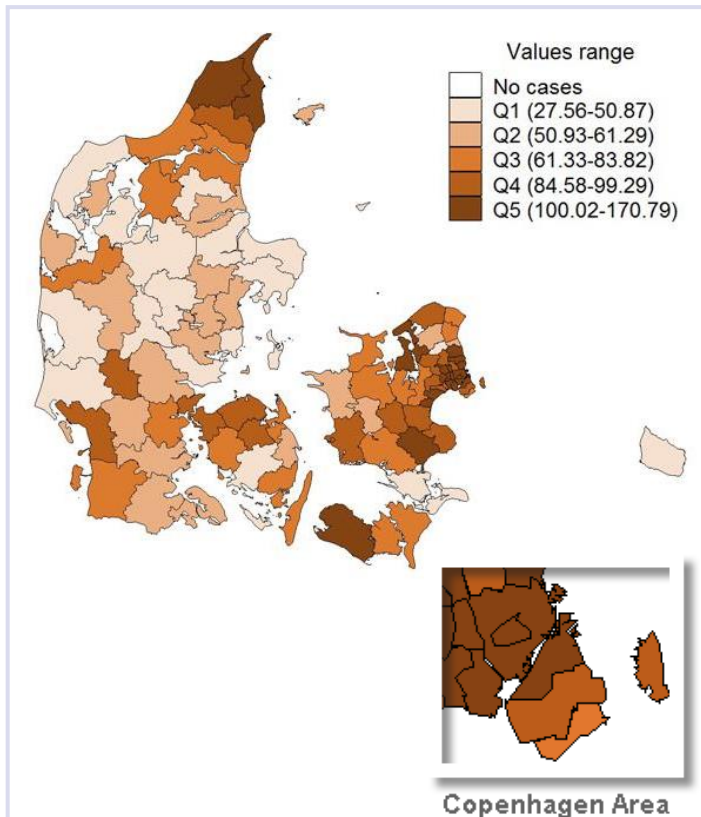 Values range
No cases
Q1 (27.56-50.87)
Q2 (50.93-61.29)
Q3 (61.33-83.82)
Q4 (84.58-99.29)
Q5 (100.02-170.79)
Copenhagen Area